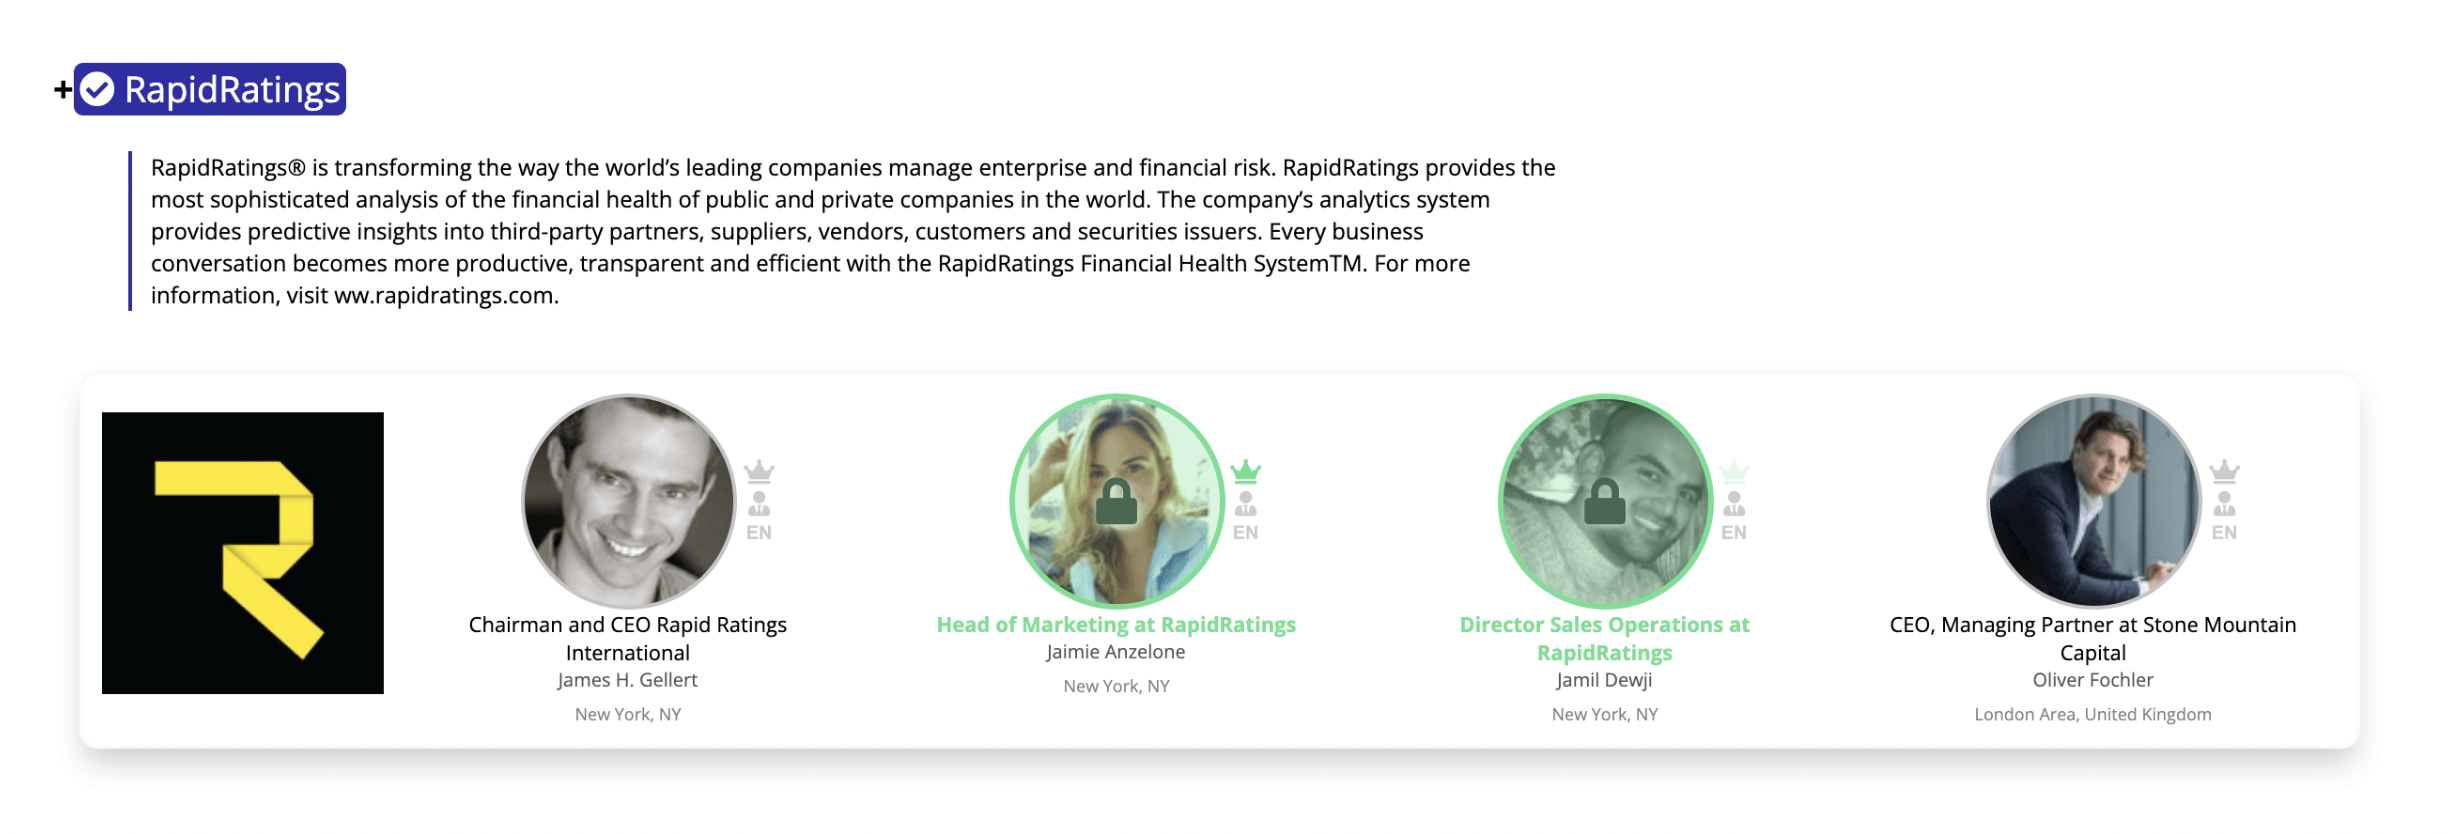 + RapidRatings
RapidRatings® is transforming the way the world’s leading companies manage enterprise and financial risk. RapidRatings provides the
most sophisticated analysis of the financial health of public and private companies in the world. The company’s analytics system
provides predictive insights into third-party partners, suppliers, vendors, customers and securities issuers. Every business
conversation becomes more productive, transparent and efficient with the RapidRatings Financial Health SystemTM. For more
information, visit ww.rapidratings.com.
EN
Chairman and CEO Rapid Ratings
International
James H. Gellert
New York, NY
EN
Head of Marketing at RapidRatings
Jaimie Anzelone
New York, NY
EN
Director Sales Operations at
RapidRatings
Jamil Dewji
New York, NY
EN
CEO, Managing Partner at Stone Mountain
Capital
Oliver Fochler
London Area, United Kingdom